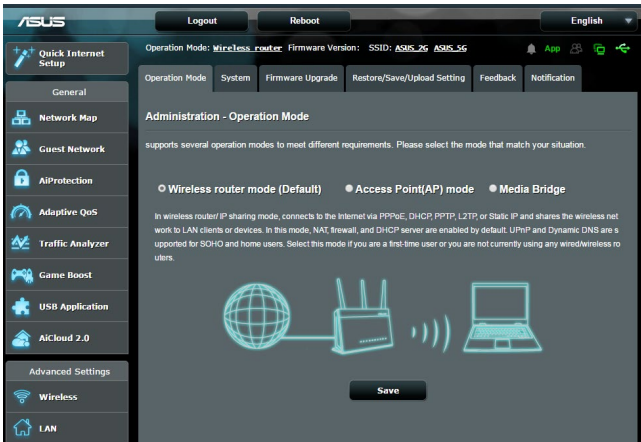 ASUS
Logout
Reboot
English
Quick Internet
Setup
Operation Mode: Wireless router Firmware Version: SSID: ASUS_2G ASUS_5G
App
Operation Mode
System
Firmware Upgrade
Restore/Save/Upload Setting
Feedback
Notification
General
Network Map
Guest Network
AiProtection
Adaptive QoS
Traffic Analyzer
Game Boost
USB Application
AiCloud 2.0
Advanced Settings
Wireless
LAN
Administration - Operation Mode
supports several operation modes to meet different requirements. Please select the mode that match your situation.
Wireless router mode (Default)
Access Point(AP) mode
Media Bridge
In wireless router/ IP sharing mode, connects to the Internet via PPPoE, DHCP, PPTP, L2TP, or Static IP and shares the wireless net
work to LAN clients or devices. In this mode, NAT, firewall, and DHCP server are enabled by default. UPnP and Dynamic DNS are s
upported for SOHO and home users. Select this mode if you are a first-time user or you are not currently using any wired/wireless ro
uters.
Save